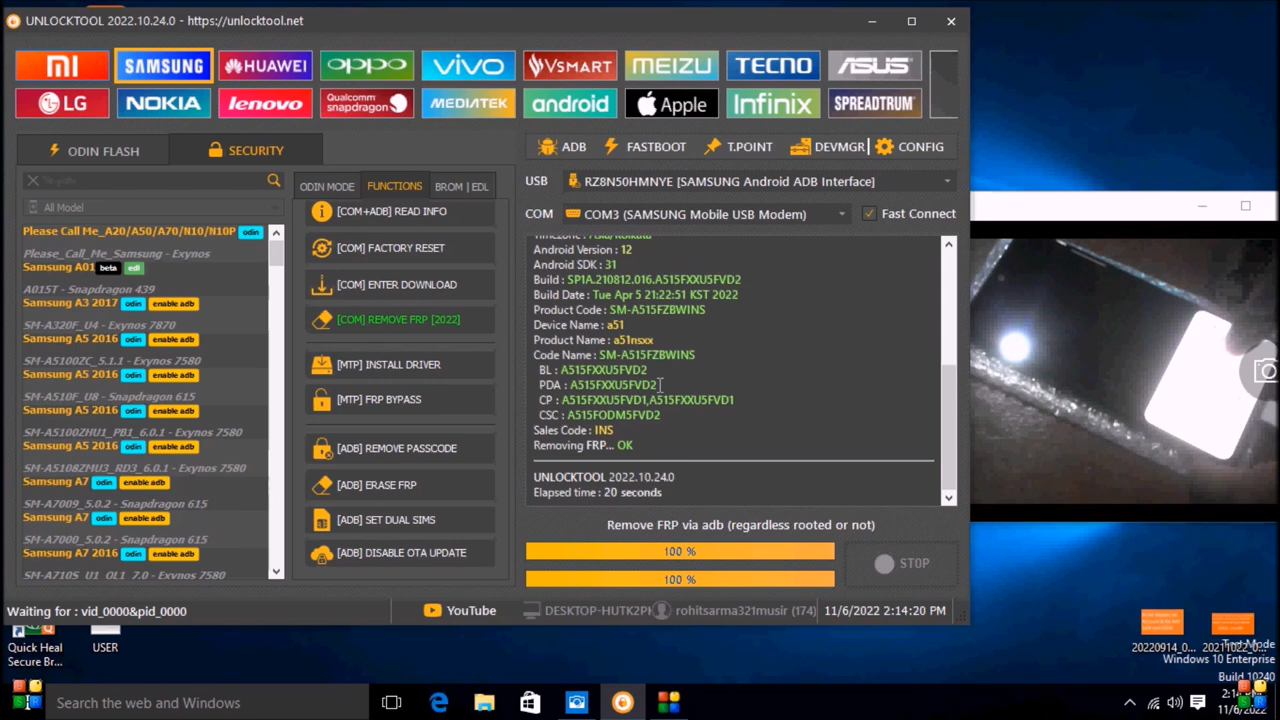 UNLOCKTOOL 2022.10.24.0 - https://unlocktool.net
MI SAMSUNG HUAWEI oppo vivo VSMART MEIZU TECNO ASUS
LG NOKIA lenovo Qualcomm snapdragon MEDIATEK android Apple Infinix SPREADTRUM
ODIN FLASH SECURITY
ADB FASTBOOT T.POINT DEVMGR CONFIG
All Model
Please Call Me_A20/A50/A70/N10/N10P odin
Please_Call_Me_Samsung - Exynos
Samsung A01 beta edl
A015T - Snapdragon 439
Samsung A3 2017 odin enable adb
SM-A320F_U4 - Exynos 7870
Samsung A5 2016 odin enable adb
SM-A5100ZC_5.1.1 - Exynos 7580
Samsung A5 2016 odin enable adb
SM-A510F_U8 - Exynos 7580
Samsung A5 2016 odin enable adb
SM-A5100ZHU1_PB1_6.0.1 - Exynos 7580
Samsung A5 2016 odin enable adb
SM-A5108ZMU3_RD3_6.0.1 - Exynos 7580
Samsung A7 odin enable adb
SM-A7009_5.0.2 - Snapdragon 615
Samsung A7 odin enable adb
SM-A7000_5.0.2 - Snapdragon 615
Samsung A7 2016 odin enable adb
SM-A710S_U1_OL1_7.0 - Exynos 7580
ODIN MODE FUNCTIONS BROM | EDL
[COM+ADB] READ INFO
[COM] FACTORY RESET
[COM] ENTER DOWNLOAD
[COM] REMOVE FRP [2022]
[MTP] INSTALL DRIVER
[MTP] FRP BYPASS
[ADB] REMOVE PASSCODE
[ADB] ERASE FRP
[ADB] SET DUAL SIMS
[ADB] DISABLE OTA UPDATE
USB RZ8N50HMNYE [SAMSUNG Android ADB Interface]
COM COM3 (SAMSUNG Mobile USB Modem) Fast Connect
Timezone : Asia/Kolkata
Android Version : 12
Android SDK : 31
Build : SP1A.210812.016.A515FXXU5FVD2
Build Date : Tue Apr 5 21:22:51 KST 2022
Product Code : SM-A515FZBWINS
Device Name : a51
Product Name : a51nsxx
Code Name : SM-A515FZBWINS
BL : A515FXXU5FVD2
PDA : A515FXXU5FVD2
CP : A515FXXU5FVD1,A515FXXU5FVD1
CSC : A515FODM5FVD2
Sales Code : INS
Removing FRP... OK
UNLOCKTOOL 2022.10.24.0
Elapsed time : 20 seconds
Remove FRP via adb (regardless rooted or not)
100 %
100 %
STOP
Waiting for : vid_0000&pid_0000 YouTube DESKTOP-HUTK2P rohitsarma321musir (174) 11/6/2022 2:14:20 PM
Quick Heal
Secure Br...
USER
20220914_0...
Test Mode
Windows 10 Enterprise
Build 10240
Search the web and Windows
11/6/2022